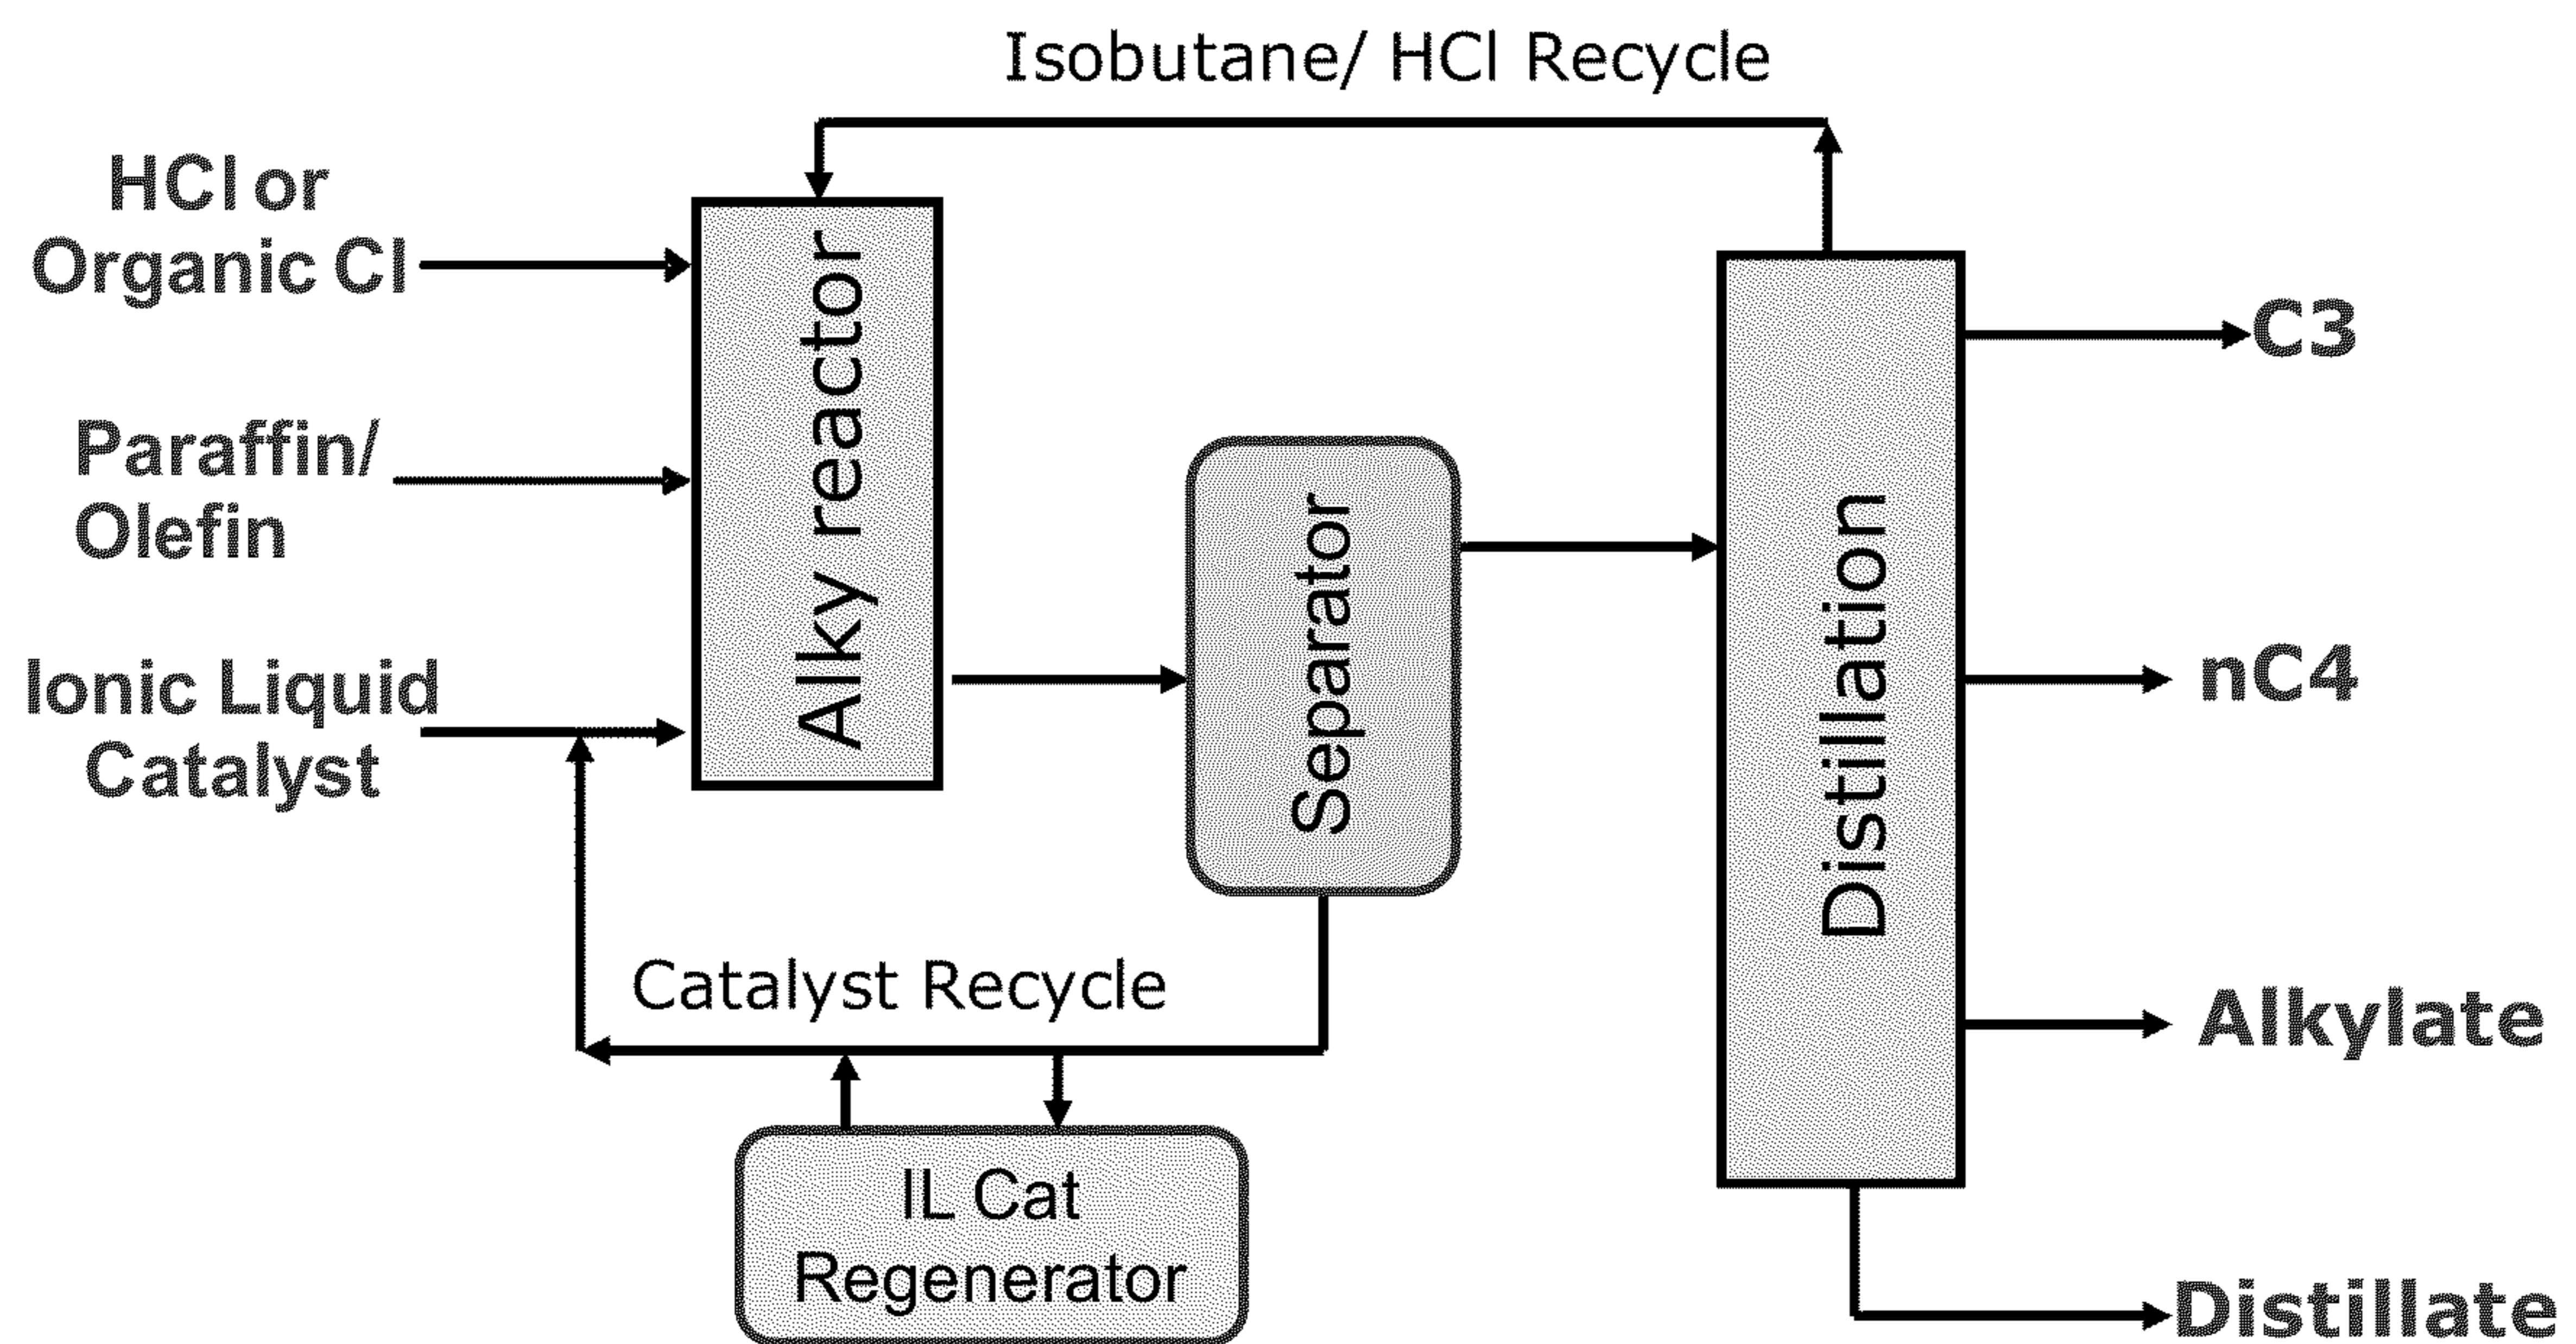 Isobutane/ HCl Recycle
HCl or
Organic Cl
Paraffin/
Olefin
Ionic Liquid
Catalyst
Alky reactor
Separator
Distillation
C3
nC4
Alkylate
Distillate
Catalyst Recycle
IL Cat
Regenerator